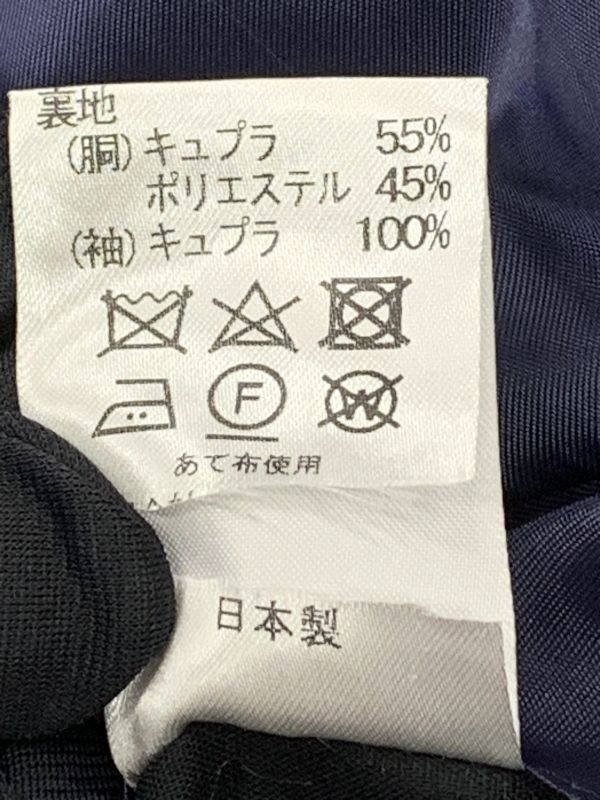 裏地
(胴)キュプラ 55%
ポリエステル 45%
(袖)キュプラ 100%
F
W
あて布使用
日本製